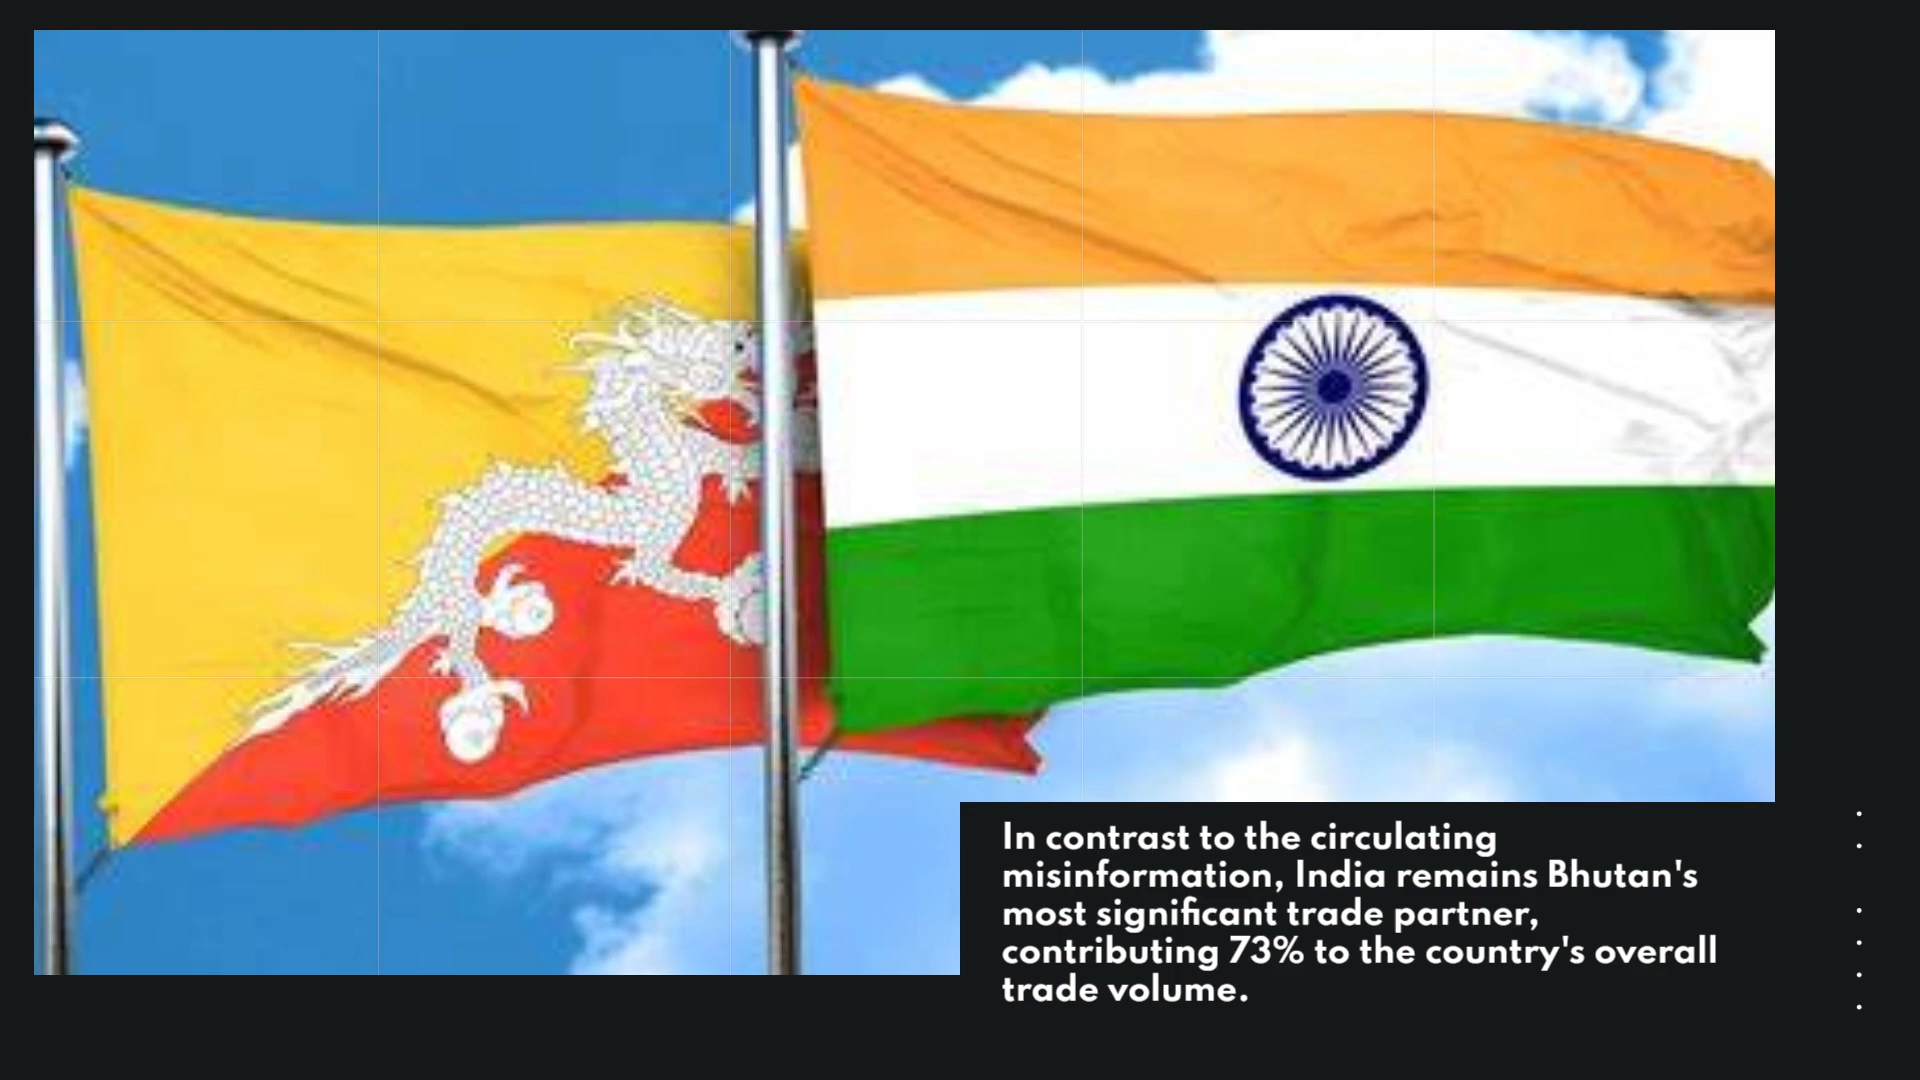 In contrast to the circulating
misinformation, India remains Bhutan's
most significant trade partner,
contributing 73% to the country's overall
trade volume.